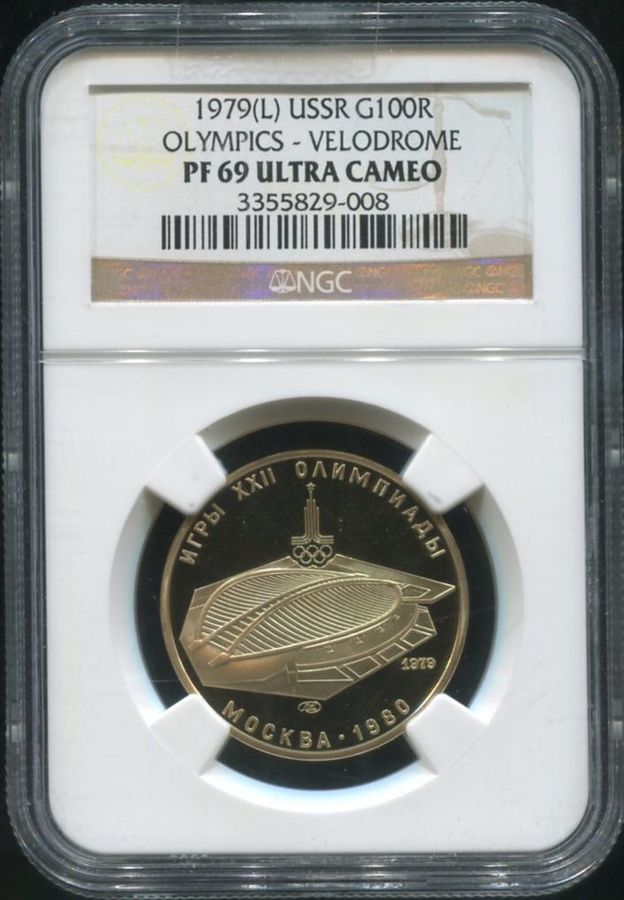 1979(L) USSR G100R
OLYMPICS - VELODROME
PF 69 ULTRA CAMEO
3355829-008
NGC
ИГРЫ XXII ОЛИМПИАДЫ
1979
МОСКВА · 1980